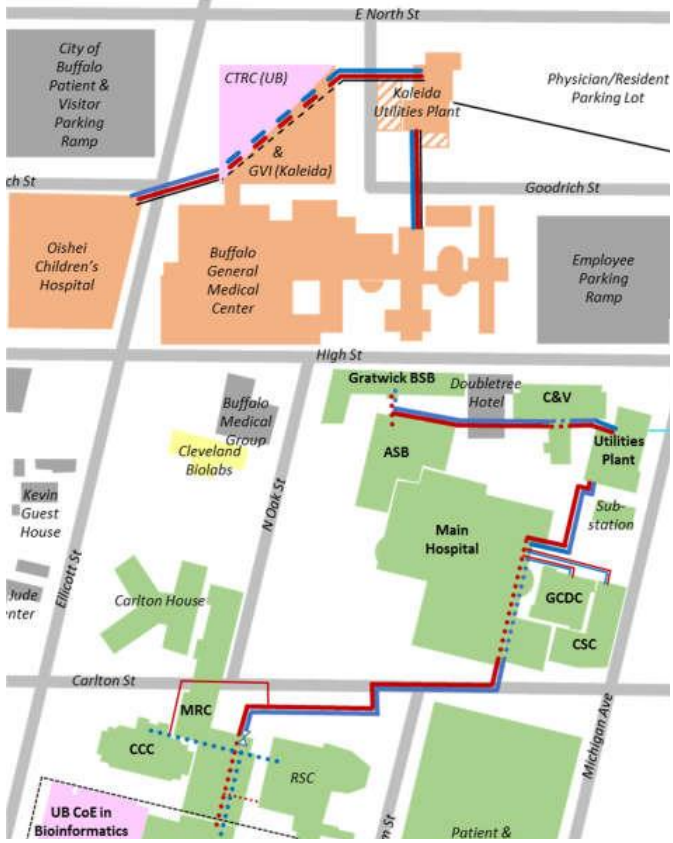 E North St
City of
Buffalo
Patient &
Visitor
Parking
Ramp
CTRC (UB)
Kaleida
Utilities Plant
Physician/Resident
Parking Lot
&
GVI (Kaleida)
ch St
Goodrich St
Oishei
Children's
Hospital
Buffalo
General
Medical
Center
Employee
Parking
Ramp
High St
Gratwick BSB
Doubletree
Hotel
C&V
Buffalo
Medical
Group
Cleveland
Biolabs
ASB
Utilities
Plant
Kevin
Guest
House
N Oak St
Main
Hospital
Sub-
station
Ellicott St
Jude
enter
Carlton House
GCDC
CSC
Carlton St
MRC
Michigan Ave
CCC
RSC
UB CoE in
Bioinformatics
m St
Patient &